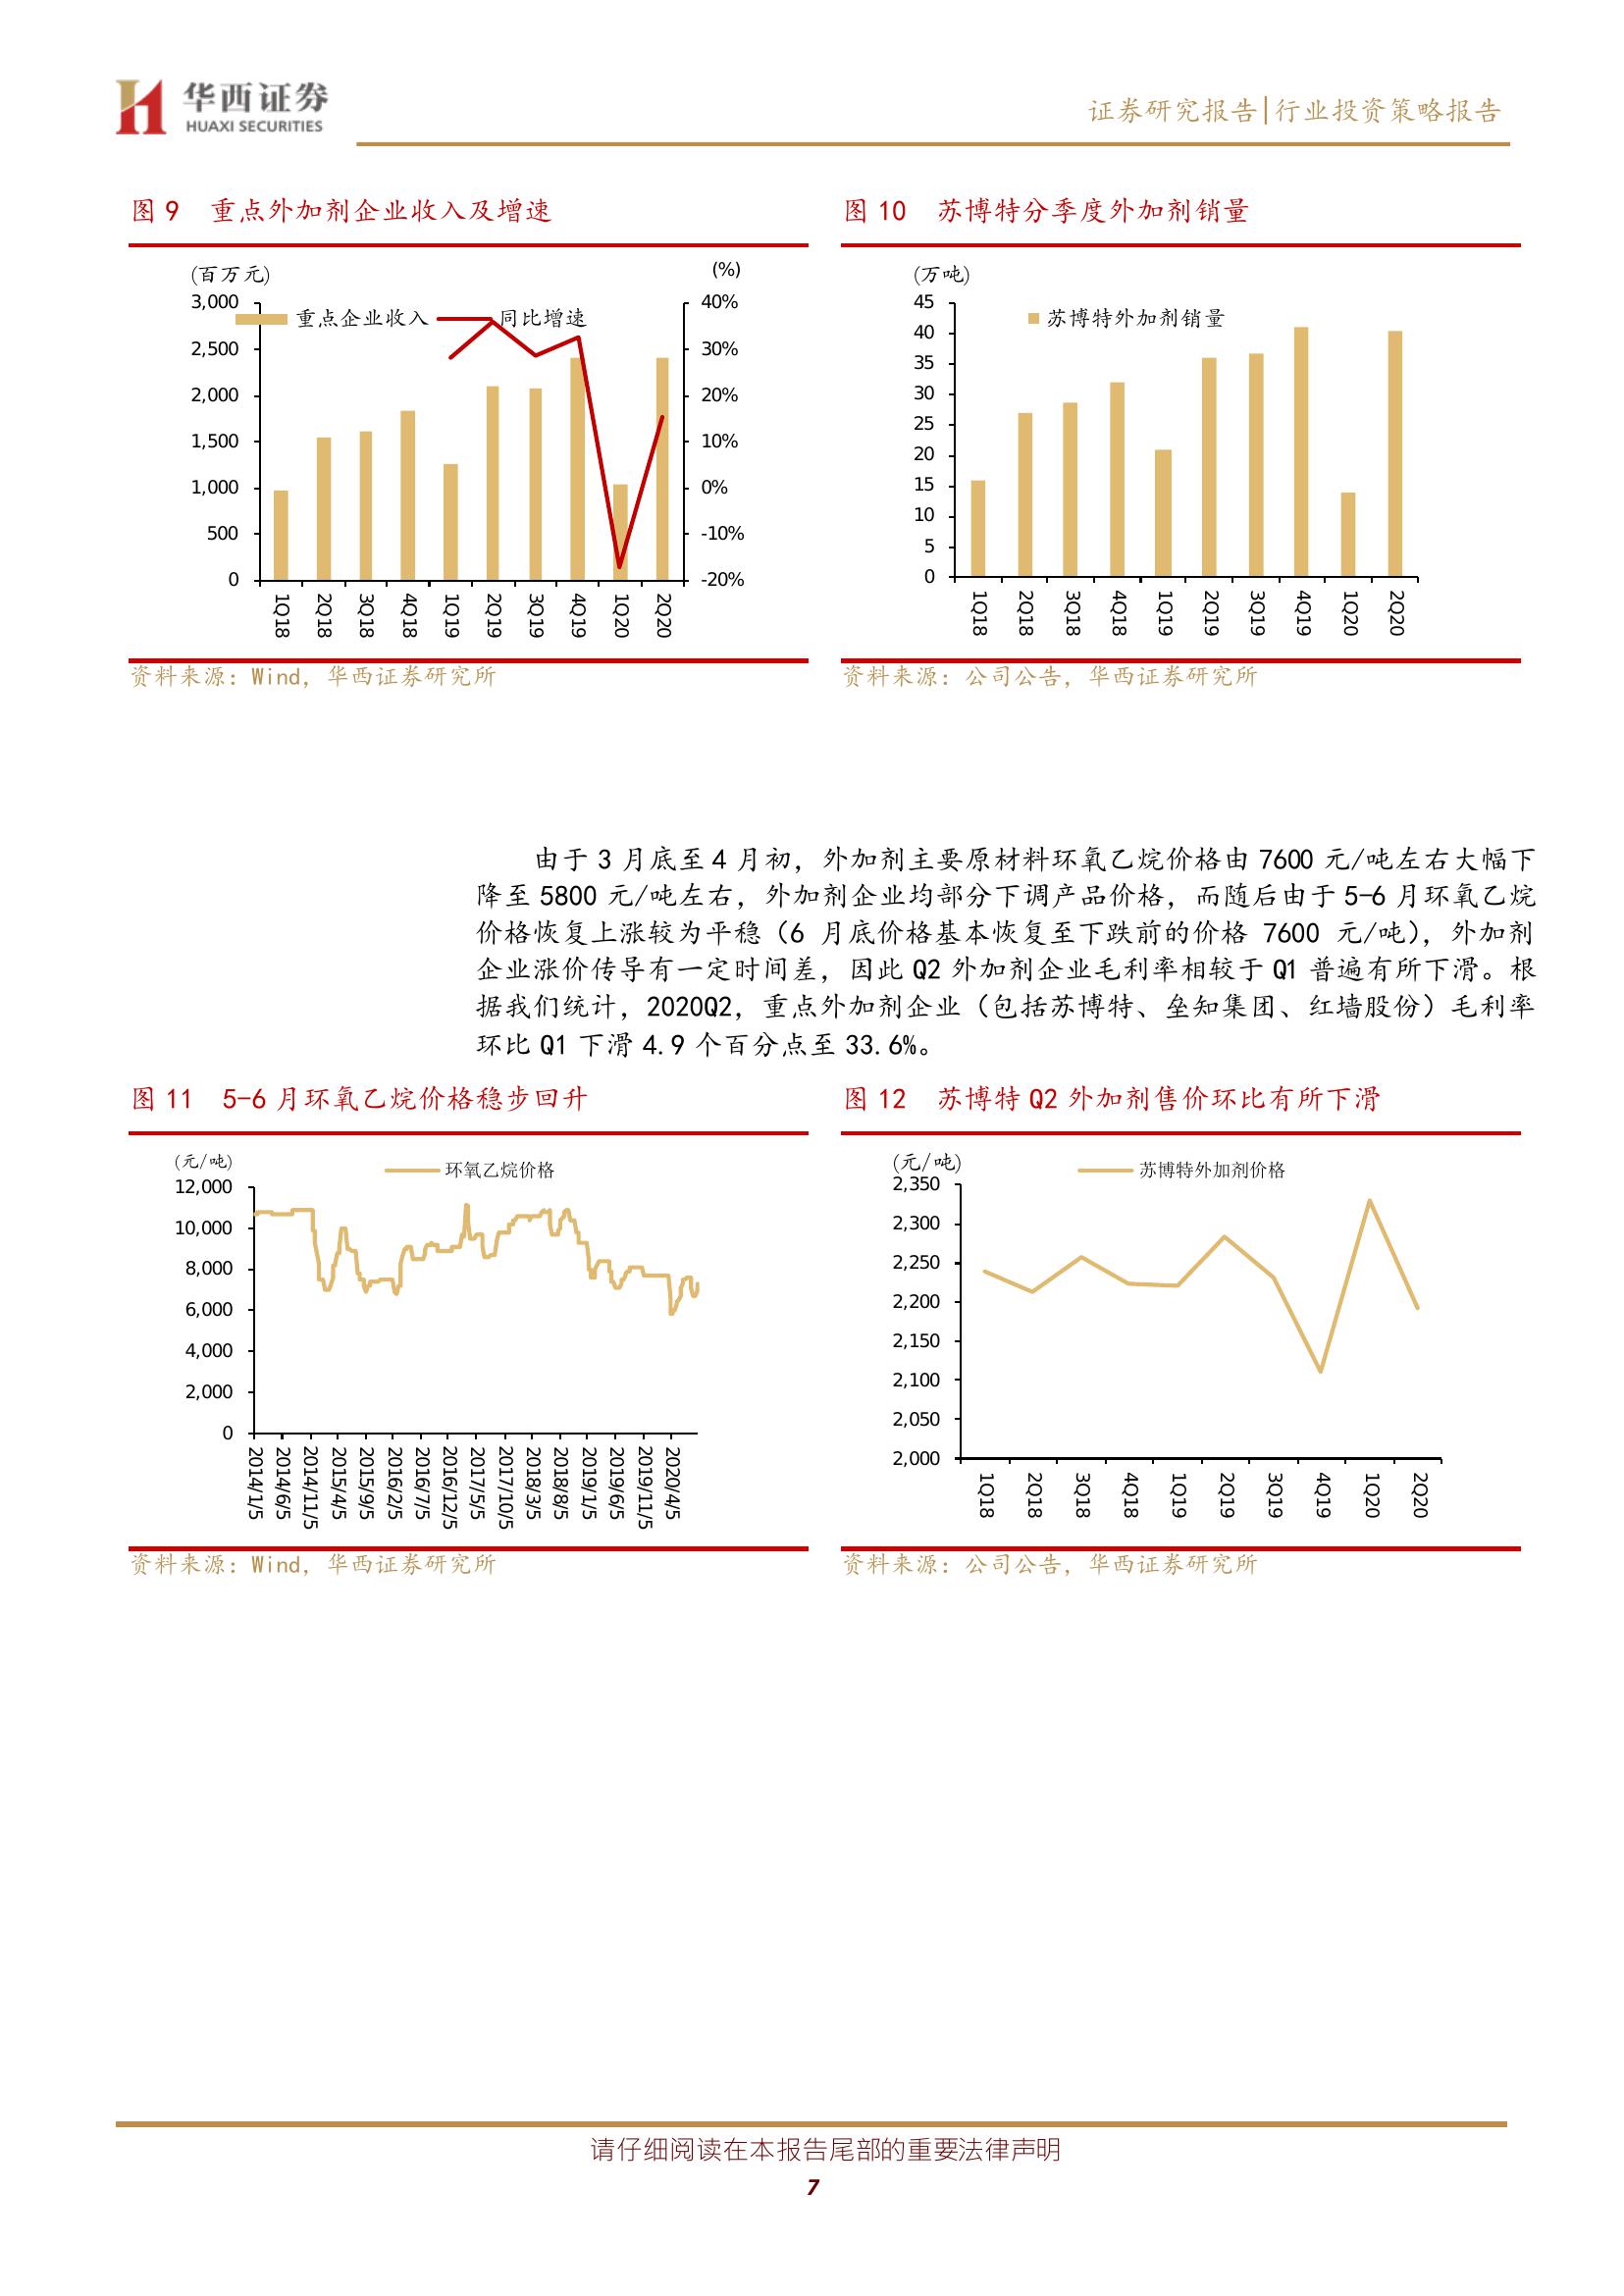 华西证券
HUAXI SECURITIES
证券研究报告|行业投资策略报告
图 9 重点外加剂企业收入及增速
(百万元)
(%)
重点企业收入 同比增速
3,000
2,500
2,000
1,500
1,000
500
0
40%
30%
20%
10%
0%
-10%
-20%
1Q18 2Q18 3Q18 4Q18 1Q19 2Q19 3Q19 4Q19 1Q20 2Q20
资料来源：Wind，华西证券研究所
图 10 苏博特分季度外加剂销量
(万吨)
苏博特外加剂销量
45
40
35
30
25
20
15
10
5
0
1Q18 2Q18 3Q18 4Q18 1Q19 2Q19 3Q19 4Q19 1Q20 2Q20
资料来源：公司公告，华西证券研究所
由于 3 月底至 4 月初，外加剂主要原材料环氧乙烷价格由 7600 元/吨左右大幅下
降至 5800 元/吨左右，外加剂企业均部分下调产品价格，而随后由于 5-6 月环氧乙烷
价格恢复上涨较为平稳（6 月底价格基本恢复至下跌前的价格 7600 元/吨），外加剂
企业涨价传导有一定时间差，因此 Q2 外加剂企业毛利率相较于 Q1 普遍有所下滑。根
据我们统计，2020Q2，重点外加剂企业（包括苏博特、垒知集团、红墙股份）毛利率
环比 Q1 下滑 4.9 个百分点至 33.6%。
图 11 5-6 月环氧乙烷价格稳步回升
(元/吨)
环氧乙烷价格
12,000
10,000
8,000
6,000
4,000
2,000
0
2014/1/5 2014/6/5 2014/11/5 2015/4/5 2015/9/5 2016/2/5 2016/7/5 2016/12/5 2017/5/5 2017/10/5 2018/3/5 2018/8/5 2019/1/5 2019/6/5 2019/11/5 2020/4/5
资料来源：Wind，华西证券研究所
图 12 苏博特 Q2 外加剂售价环比有所下滑
(元/吨)
苏博特外加剂价格
2,350
2,300
2,250
2,200
2,150
2,100
2,050
2,000
1Q18 2Q18 3Q18 4Q18 1Q19 2Q19 3Q19 4Q19 1Q20 2Q20
资料来源：公司公告，华西证券研究所
请仔细阅读在本报告尾部的重要法律声明
7